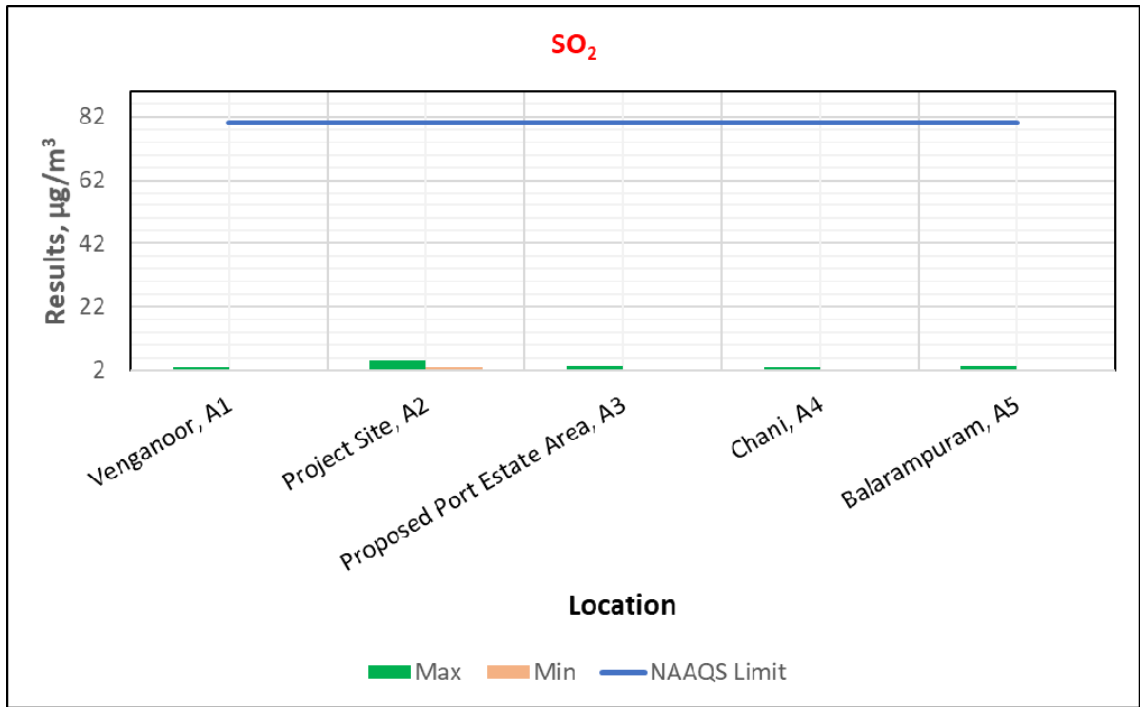 SO₂
Results, µg/m³
82
62
42
22
2
Venganoor, A1
Project Site, A2
Proposed Port Estate Area, A3
Chani, A4
Balarampuram, A5
Location
Max
Min
NAAQS Limit